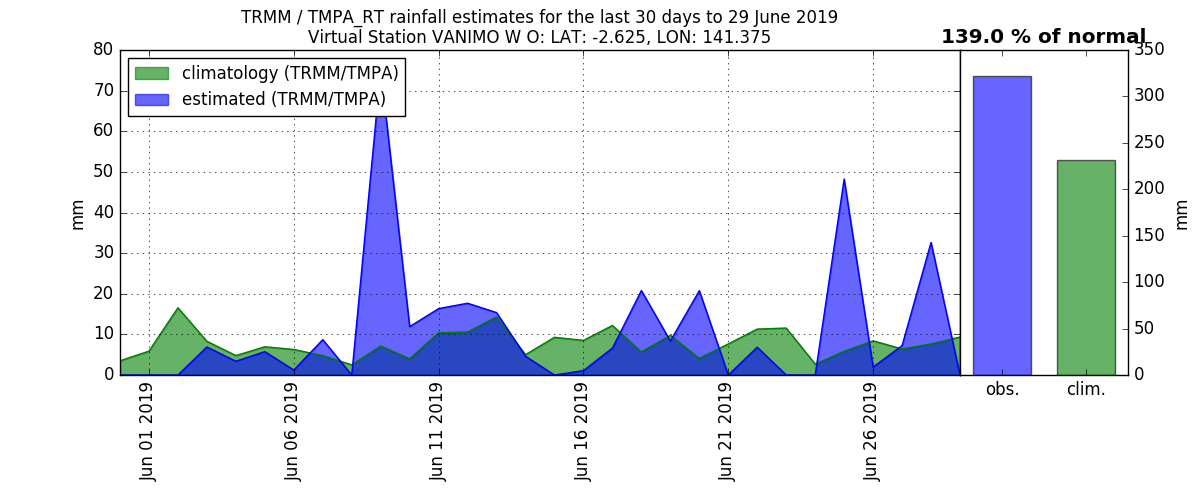 TRMM / TMPA_RT rainfall estimates for the last 30 days to 29 June 2019
Virtual Station VANIMO W O: LAT: -2.625, LON: 141.375
139.0 % of normal
climatology (TRMM/TMPA)
estimated (TRMM/TMPA)
mm
80
70
60
50
40
30
20
10
0
Jun 01 2019
Jun 06 2019
Jun 11 2019
Jun 16 2019
Jun 21 2019
Jun 26 2019
obs.
clim.
350
300
250
200
150
100
50
0
mm